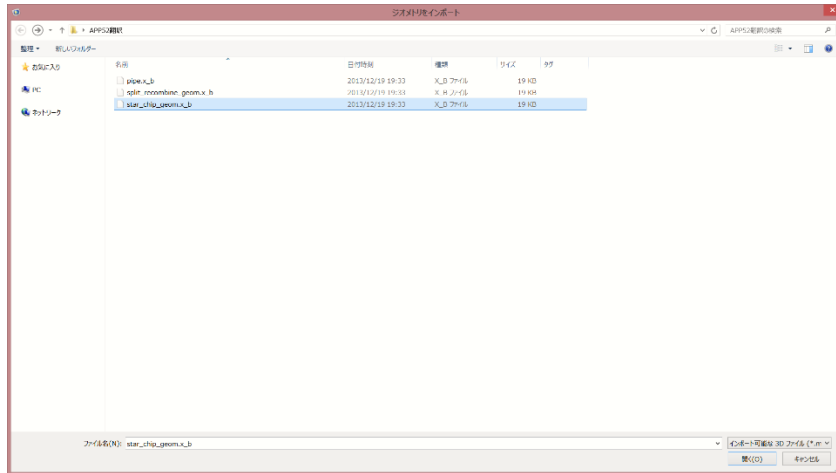 ジオメトリをインポート
APP52翻訳
APP52翻訳の検索
整理 新しいフォルダー
お気に入り
PC
ネットワーク
名前 日付時刻 種類 サイズ タグ
pipe.x_b 2013/12/19 19:33 X_B ファイル 19 KB
split_recombine_geom.x_b 2013/12/19 19:33 X_B ファイル 19 KB
star_chip_geom.x_b 2013/12/19 19:33 X_B ファイル 19 KB
ファイル名(N): star_chip_geom.x_b
インポート可能な 3D ファイル (*.m
開く(O) キャンセル